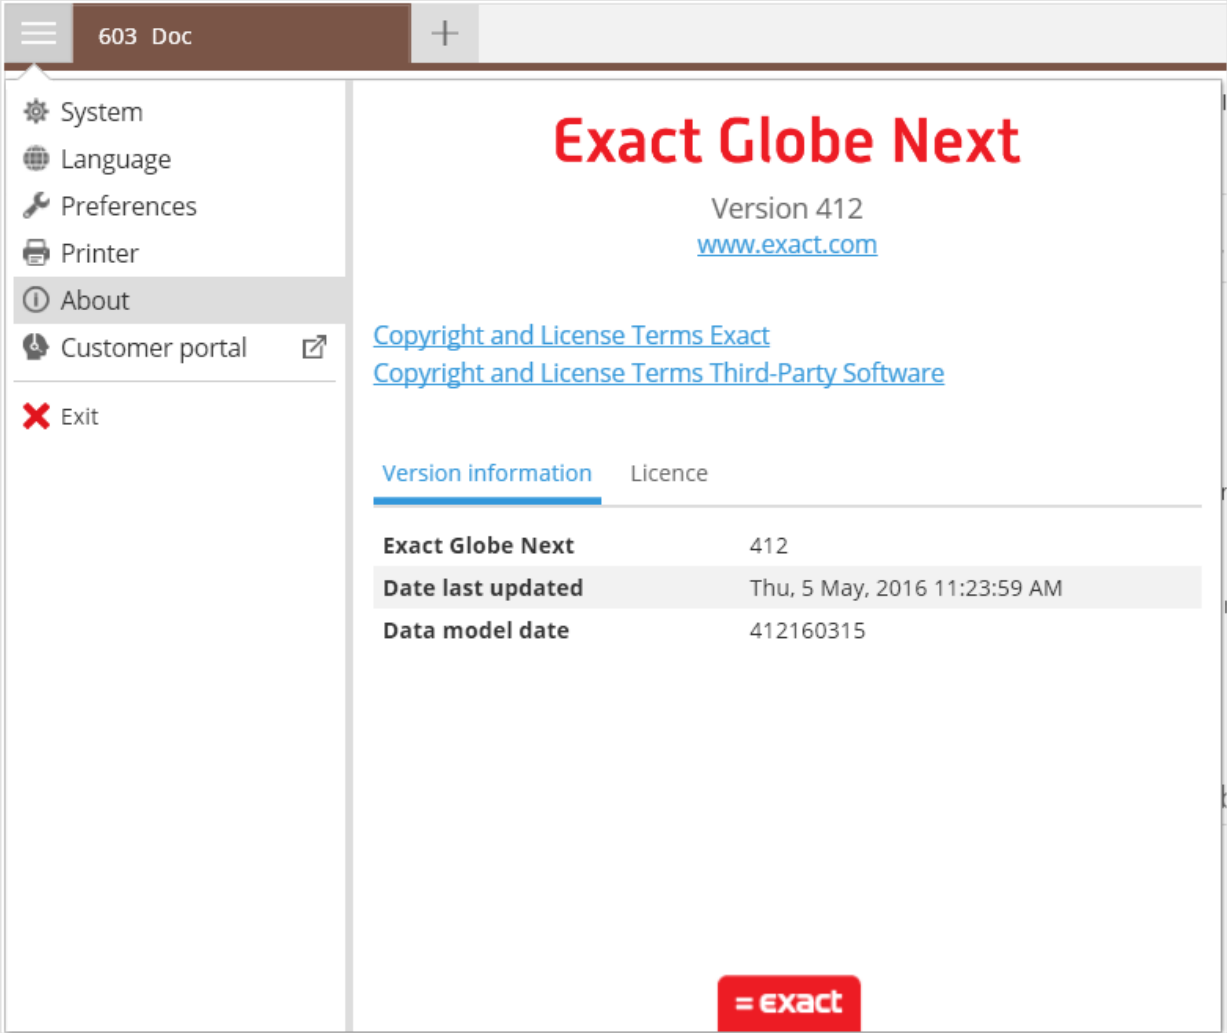 603 Doc
System
Language
Preferences
Printer
About
Customer portal
Exit
Exact Globe Next
Version 412
www.exact.com
Copyright and License Terms Exact
Copyright and License Terms Third-Party Software
Version information Licence
Exact Globe Next 412
Date last updated Thu, 5 May, 2016 11:23:59 AM
Data model date 412160315
= exact